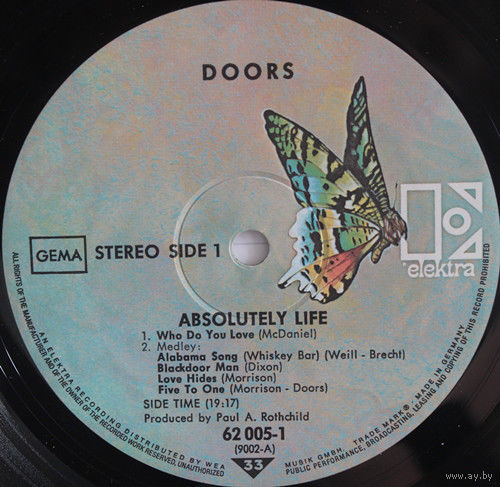 DOORS
GEMA
STEREO SIDE 1
elektra
ABSOLUTELY LIFE
1. Who Do You Love (McDaniel)
2. Medley:
Alabama Song (Whiskey Bar) (Weill - Brecht)
Blackdoor Man (Dixon)
Love Hides (Morrison)
Five To One (Morrison - Doors)
SIDE TIME (19:17)
Produced by Paul A. Rothchild
62 005-1
(9002-A)
33
ALL RIGHTS OF THE MANUFACTURER AND OF THE OWNER OF THE RECORDED WORK RESERVED, UNAUTHORIZED PUBLIC PERFORMANCE, BROADCASTING, LEASING AND COPYING OF THIS RECORD PROHIBITED
AN ELEKTRA RECORDING DISTRIBUTED BY WEA MUSIK GMBH, TRADE MARK®, MADE IN GERMANY
www.ay.by